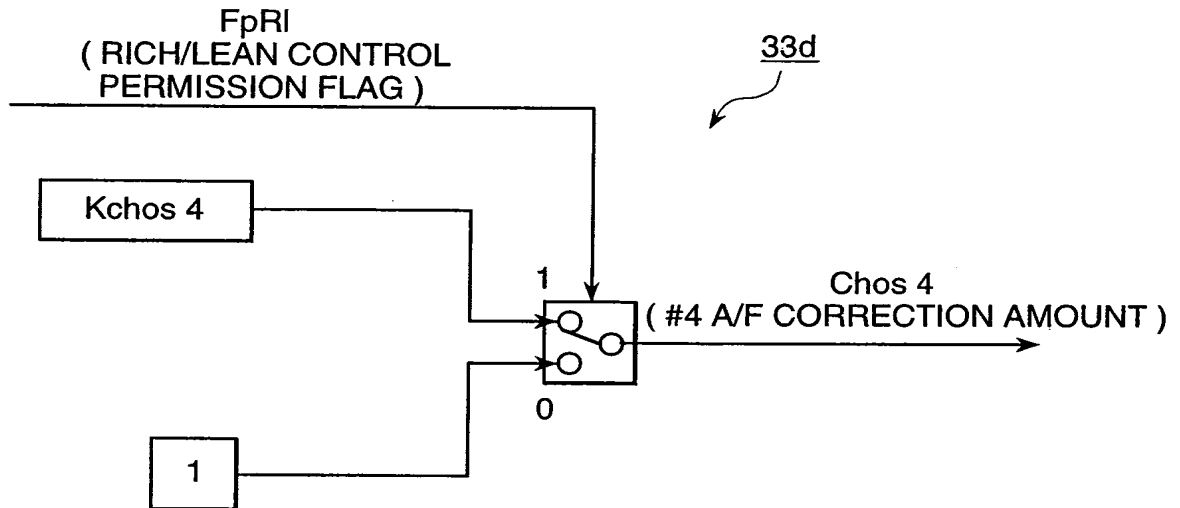 FpRl
( RICH/LEAN CONTROL
PERMISSION FLAG )
33d
Kchos 4
1
Chos 4
( #4 A/F CORRECTION AMOUNT )
0
1